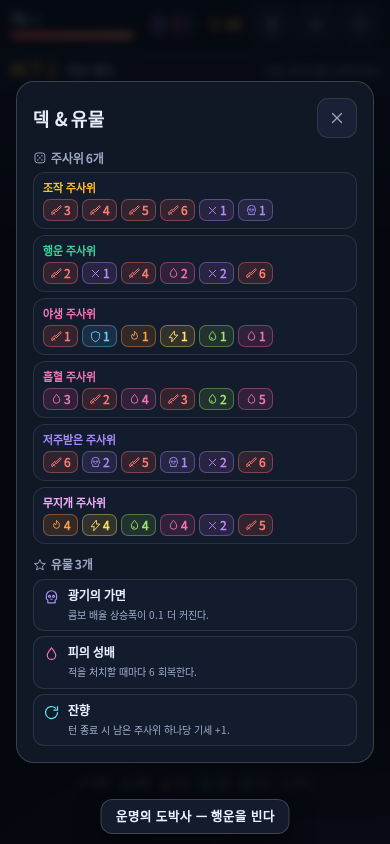 덱 & 유물
주사위 6개
조작 주사위
3 4 5 6 1 1
행운 주사위
2 1 4 2 2 6
야생 주사위
1 1 1 1 1 1
흡혈 주사위
3 2 4 3 2 5
저주받은 주사위
6 2 5 1 2 6
무지개 주사위
4 4 4 4 2 5
유물 3개
광기의 가면
콤보 배율 상승폭이 0.1 더 커진다.
피의 성배
적을 처치할 때마다 6 회복한다.
잔향
턴 종료 시 남은 주사위 하나당 기세 +1.
운명의 도박사 — 행운을 빈다